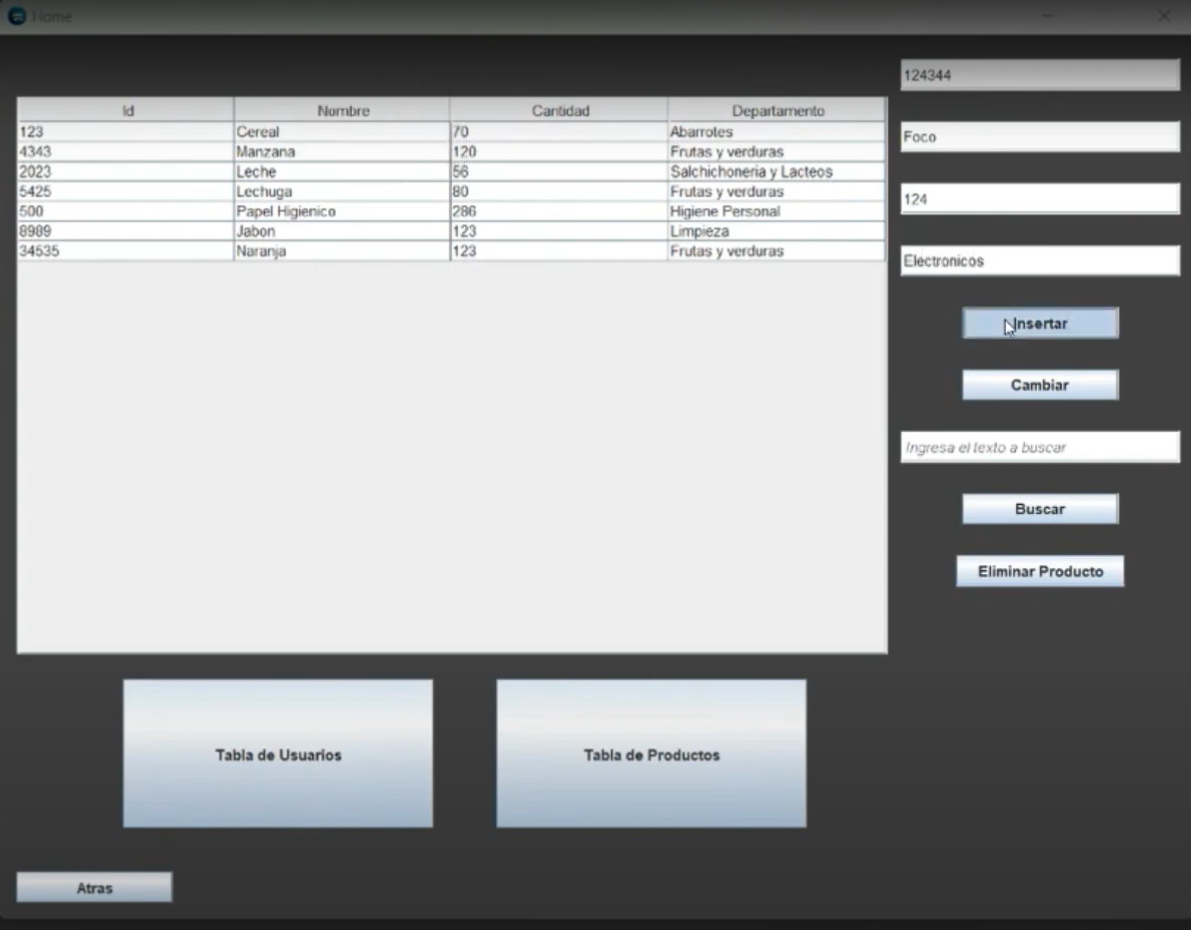 Home
124344
Id Nombre Cantidad Departamento
123 Cereal 70 Abarrotes
4343 Manzana 120 Frutas y verduras
2023 Leche 56 Salchichoneria y Lacteos
5425 Lechuga 80 Frutas y verduras
500 Papel Higienico 286 Higiene Personal
8989 Jabon 123 Limpieza
34535 Naranja 123 Frutas y verduras
Foco
124
Electronicos
Insertar
Cambiar
Ingresa el texto a buscar
Buscar
Eliminar Producto
Tabla de Usuarios
Tabla de Productos
Atras